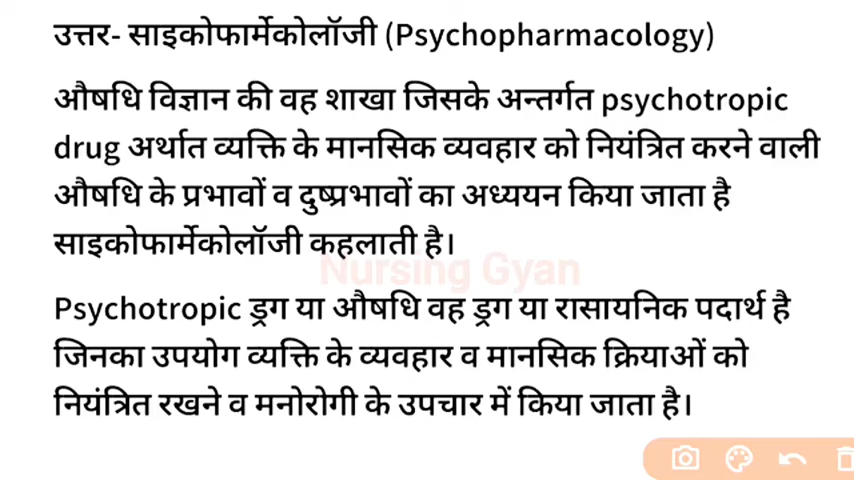 उत्तर- साइकोफार्मेकोलॉजी (Psychopharmacology)
औषधि विज्ञान की वह शाखा जिसके अन्तर्गत psychotropic
drug अर्थात व्यक्ति के मानसिक व्यवहार को नियंत्रित करने वाली
औषधि के प्रभावों व दुष्प्रभावों का अध्ययन किया जाता है
साइकोफार्मेकोलॉजी कहलाती है।
Nursing Gyan
Psychotropic ड्रग या औषधि वह ड्रग या रासायनिक पदार्थ है
जिनका उपयोग व्यक्ति के व्यवहार व मानसिक क्रियाओं को
नियंत्रित रखने व मनोरोगी के उपचार में किया जाता है।